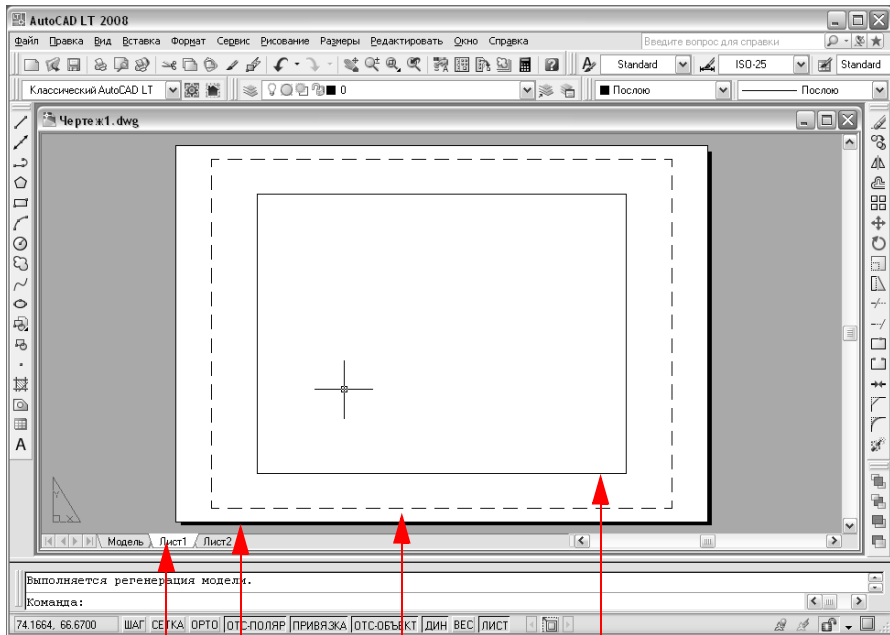 AutoCAD LT 2008
Файл Правка Вид Вставка Формат Сервис Рисование Размеры Редактировать Окно Справка Введите вопрос для справки
Standard ISO-25 Standard
Классический AutoCAD LT 0 Послою Послою
Чертеж1.dwg
Y
X
Модель Лист1 Лист2
Выполняется регенерация модели.
Команда:
74.1664, 66.6700 ШАГ СЕТКА ОРТО ОТС-ПОЛЯР ПРИВЯЗКА ОТС-ОБЪЕКТ ДИН ВЕС ЛИСТ